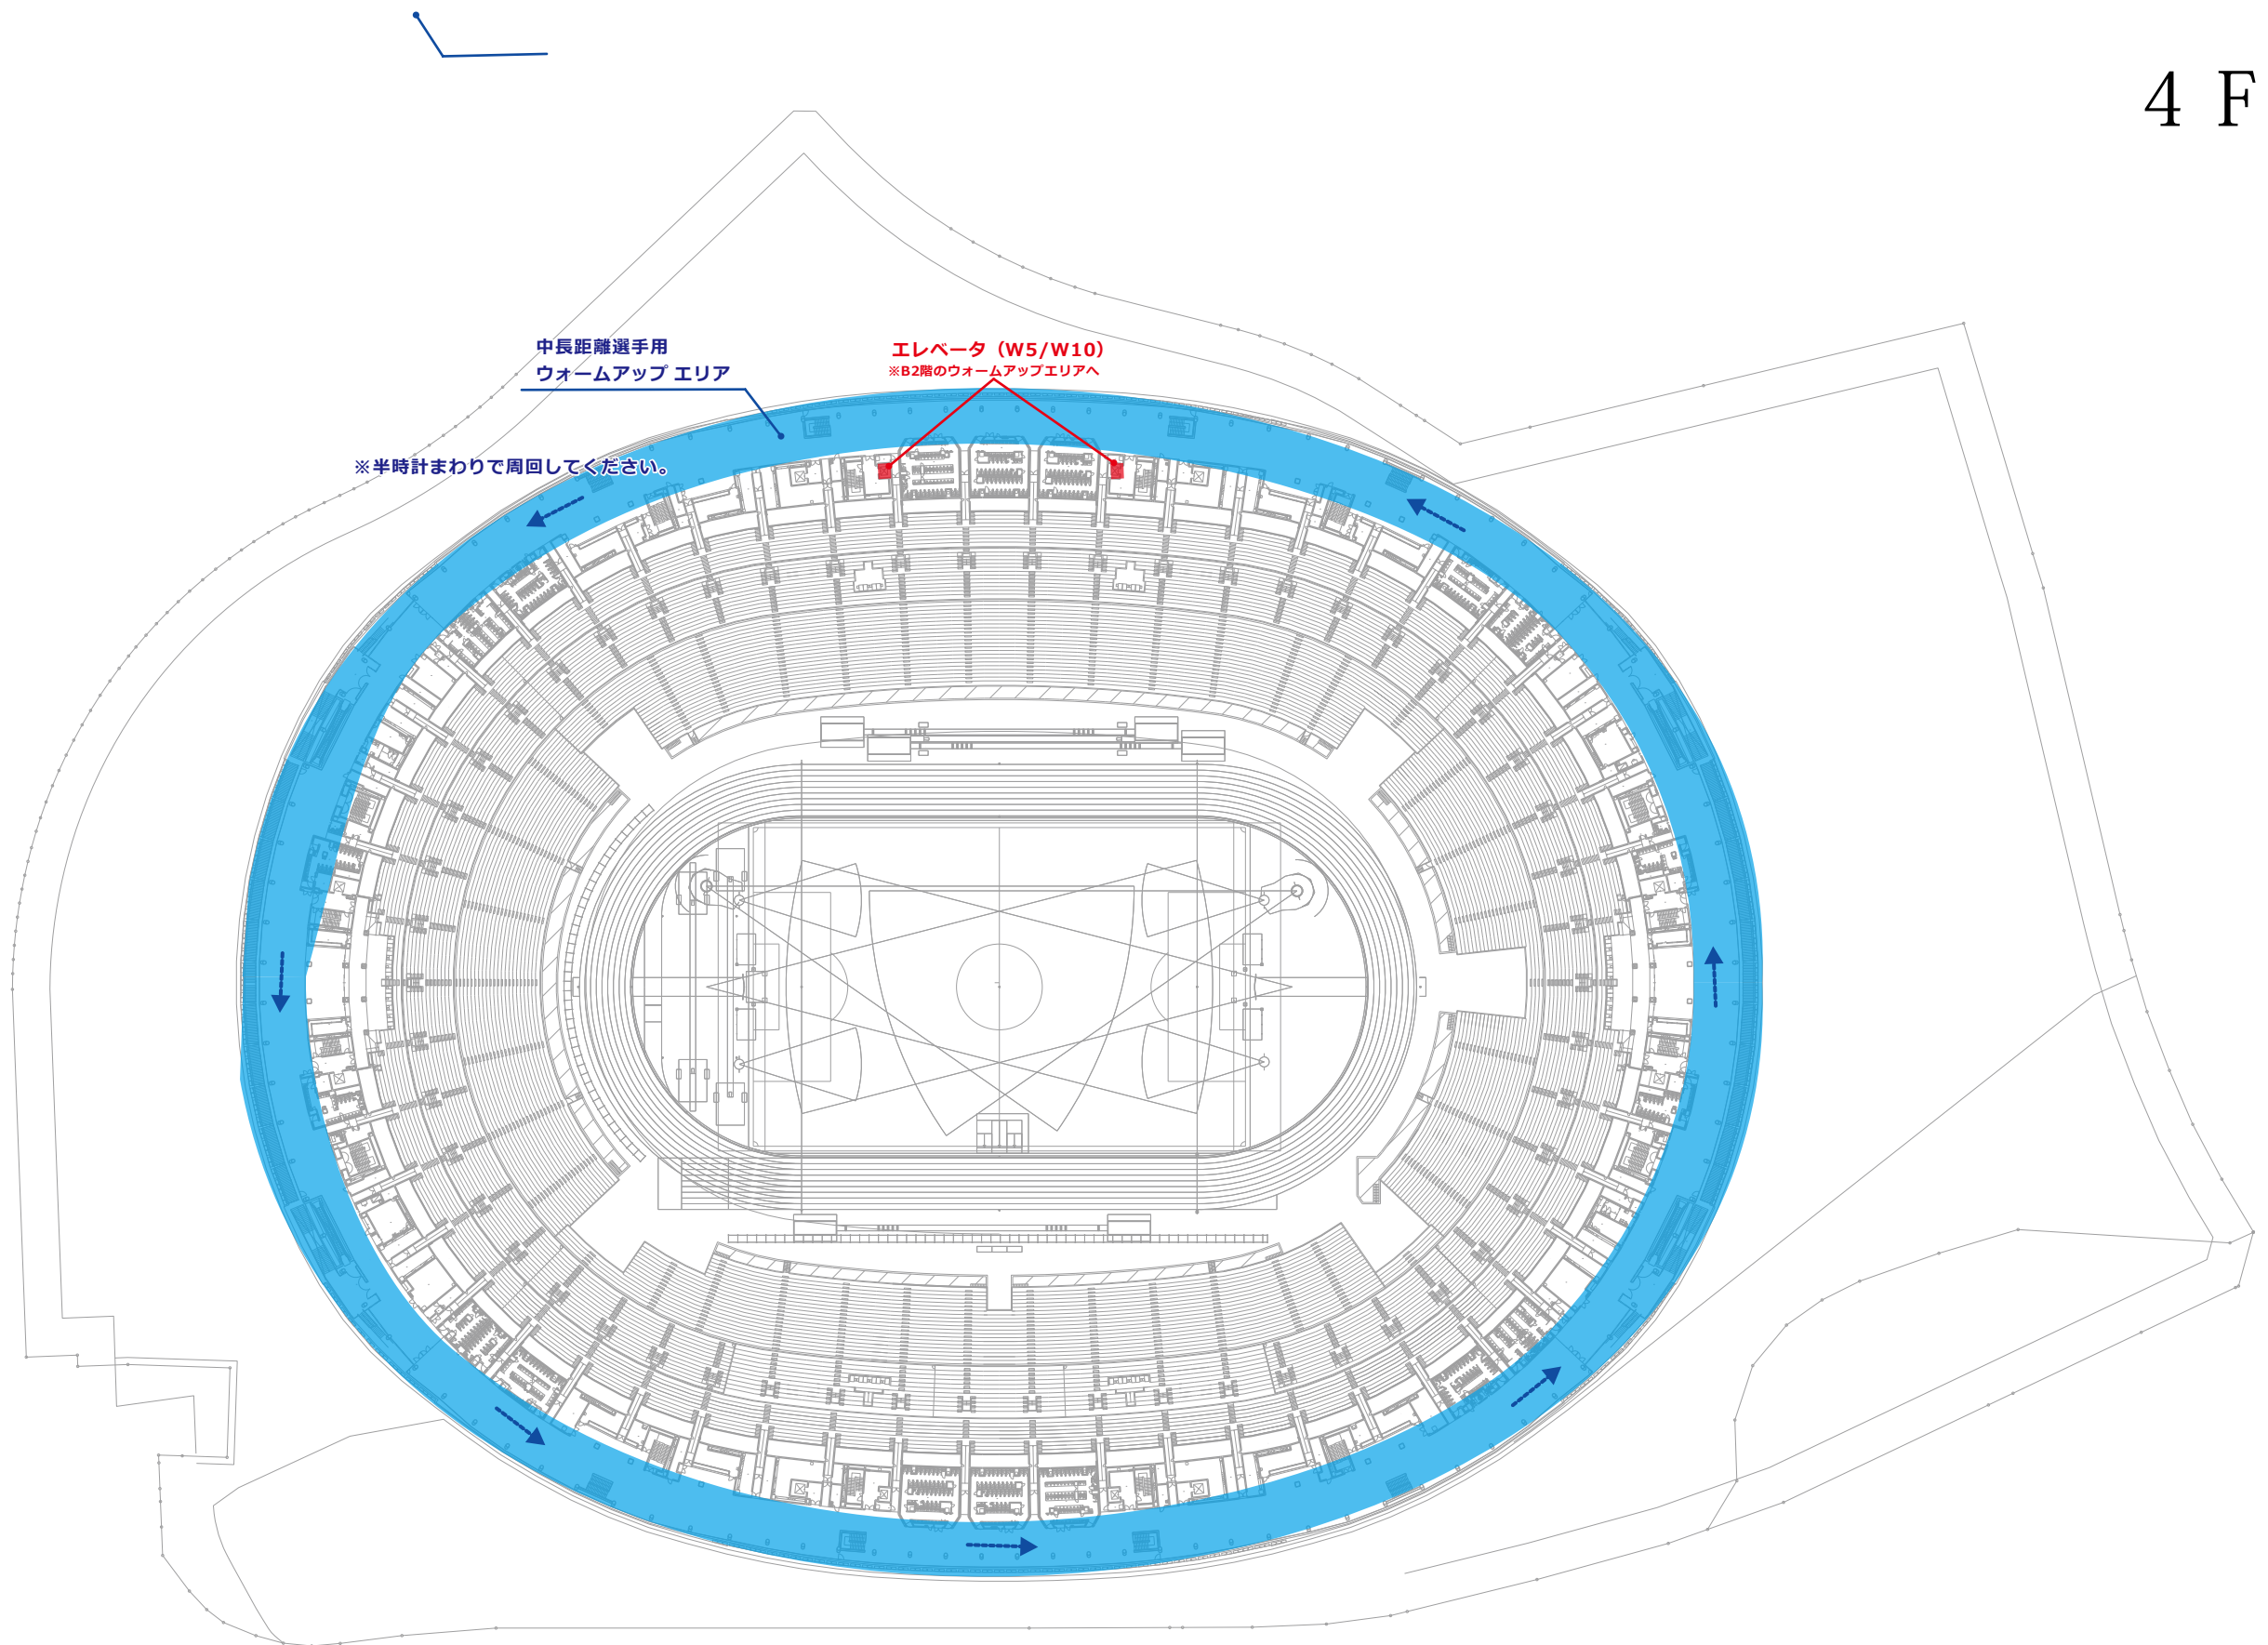 4 F
中長距離選手用
ウォームアップ エリア
エレベータ（W5/W10）
※B2階のウォームアップエリアへ
※半時計まわりで周回してください。